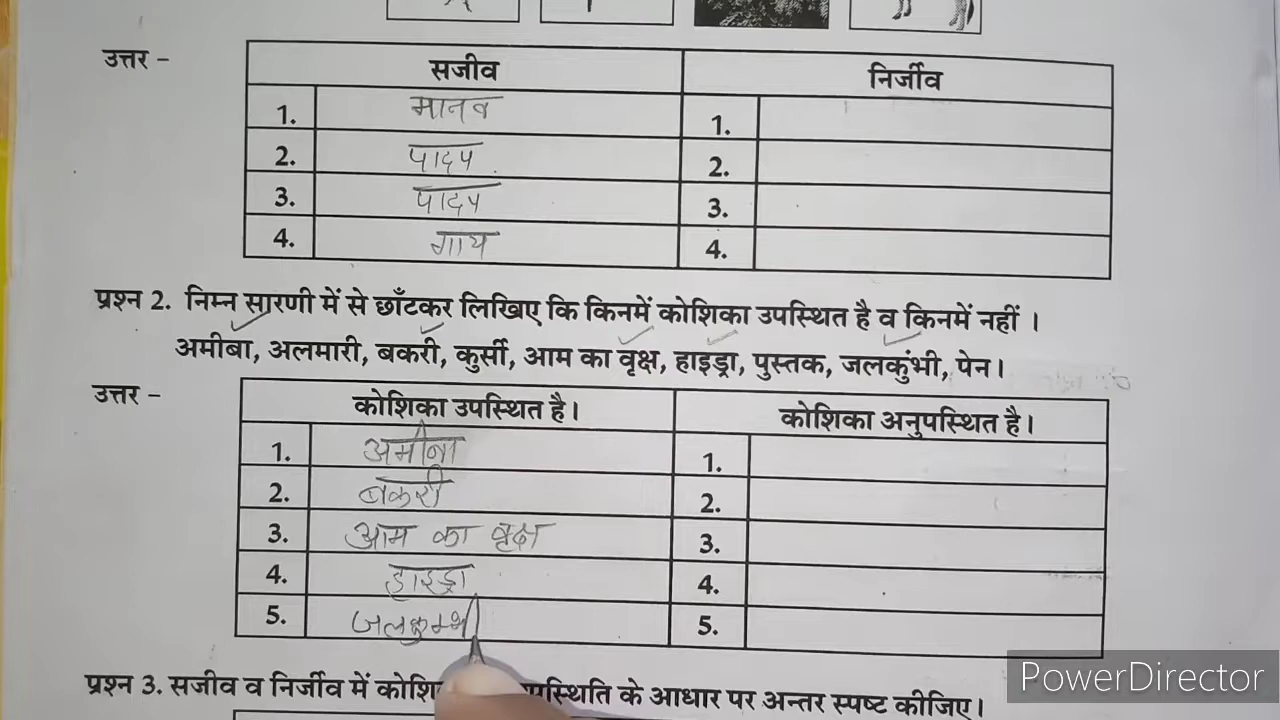 उत्तर -
सजीव निर्जीव
1. मानव 1.
2. पादप 2.
3. पादप 3.
4. गाय 4.
प्रश्न 2. निम्न सारणी में से छाँटकर लिखिए कि किनमें कोशिका उपस्थित है व किनमें नहीं ।
अमीबा, अलमारी, बकरी, कुर्सी, आम का वृक्ष, हाइड्रा, पुस्तक, जलकुंभी, पेन।
उत्तर -
कोशिका उपस्थित है। कोशिका अनुपस्थित है।
1. अमीबा 1.
2. बकरी 2.
3. आम का वृक्ष 3.
4. हाइड्रा 4.
5. जलकुम्भी 5.
प्रश्न 3. सजीव व निर्जीव में के आधार पर अन्तर स्पष्ट कीजिए।
PowerDirector